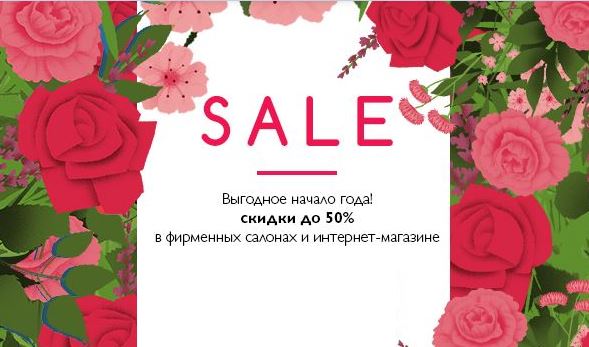 SALE
Выгодное начало года!
скидки до 50%
в фирменных салонах и интернет-магазине